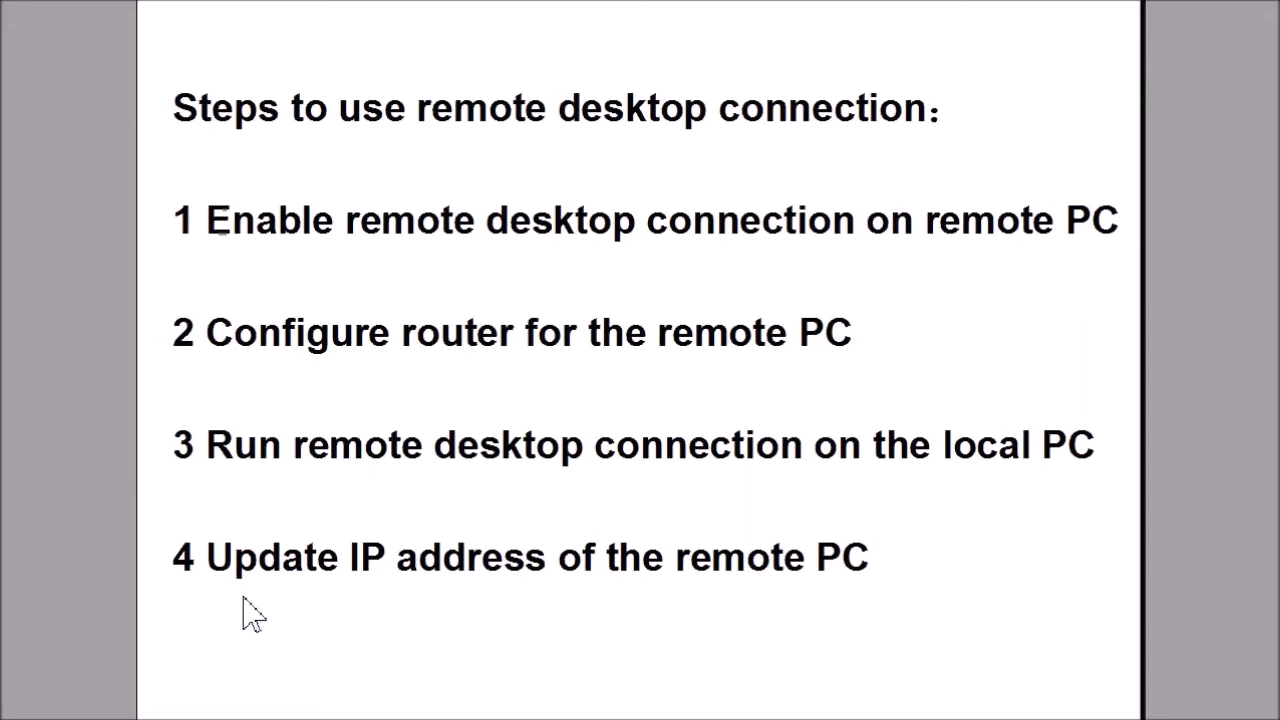 Steps to use remote desktop connection：
1 Enable remote desktop connection on remote PC
2 Configure router for the remote PC
3 Run remote desktop connection on the local PC
4 Update IP address of the remote PC